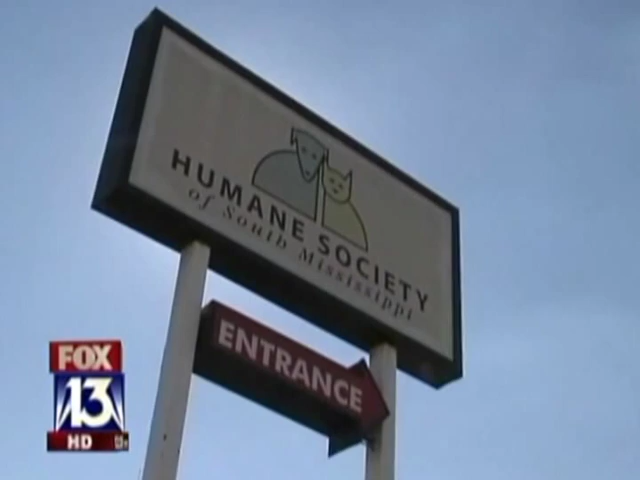 HUMANE SOCIETY
of South Mississippi
ENTRANCE
FOX
13
HD